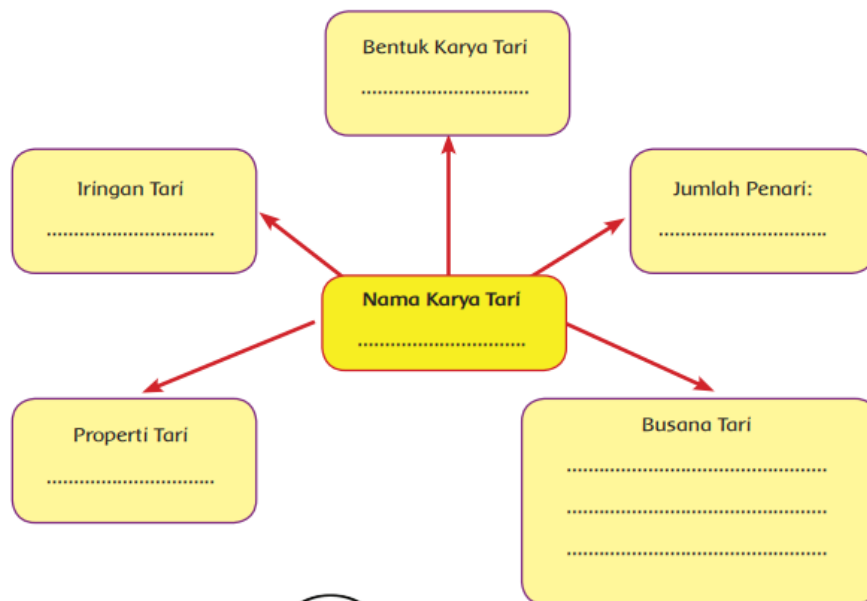 Bentuk Karya Tari
................................
Iringan Tari
................................
Jumlah Penari:
................................
Nama Karya Tari
................................
Properti Tari
................................
Busana Tari
................................................
................................................
................................................